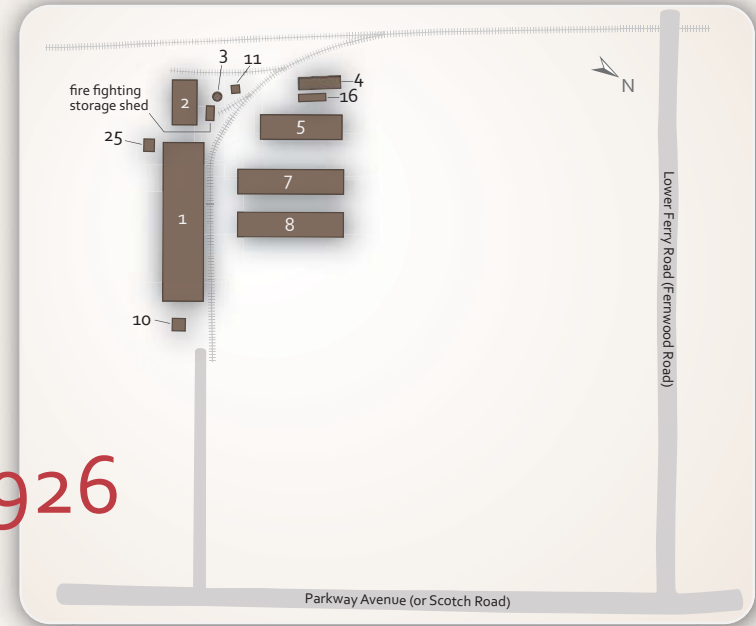 3
11
4
16
fire fighting
storage shed
2
5
25
7
1
8
10
N
Lower Ferry Road (Fernwood Road)
926
Parkway Avenue (or Scotch Road)